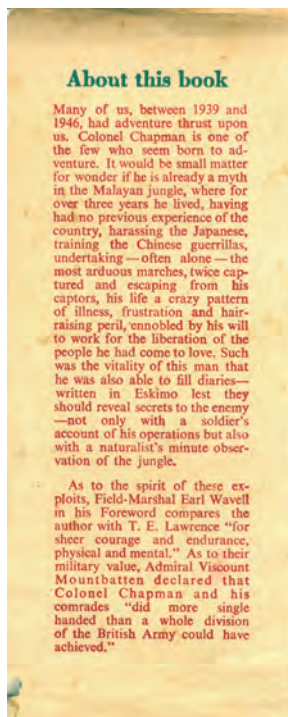 About this book
Many of us, between 1939 and
1946, had adventure thrust upon
us. Colonel Chapman is one of
the few who seem born to ad-
venture. It would be small matter
for wonder if he is already a myth
in the Malayan jungle, where for
over three years he lived, having
had no previous experience of the
country, harassing the Japanese,
training the Chinese guerrillas,
undertaking—often alone—the
most arduous marches, twice cap-
tured and escaping from his
captors, his life a crazy pattern
of illness, frustration and hair-
raising peril, ennobled by his will
to work for the liberation of the
people he had come to love. Such
was the vitality of this man that
he was also able to fill diaries—
written in Eskimo lest they
should reveal secrets to the enemy
—not only with a soldier's
account of his operations but also
with a naturalist's minute obser-
vation of the jungle.
As to the spirit of these ex-
ploits, Field-Marshal Earl Wavell
in his Foreword compares the
author with T. E. Lawrence "for
sheer courage and endurance,
physical and mental." As to their
military value, Admiral Viscount
Mountbatten declared that
Colonel Chapman and his
comrades "did more single
handed than a whole division
of the British Army could have
achieved."